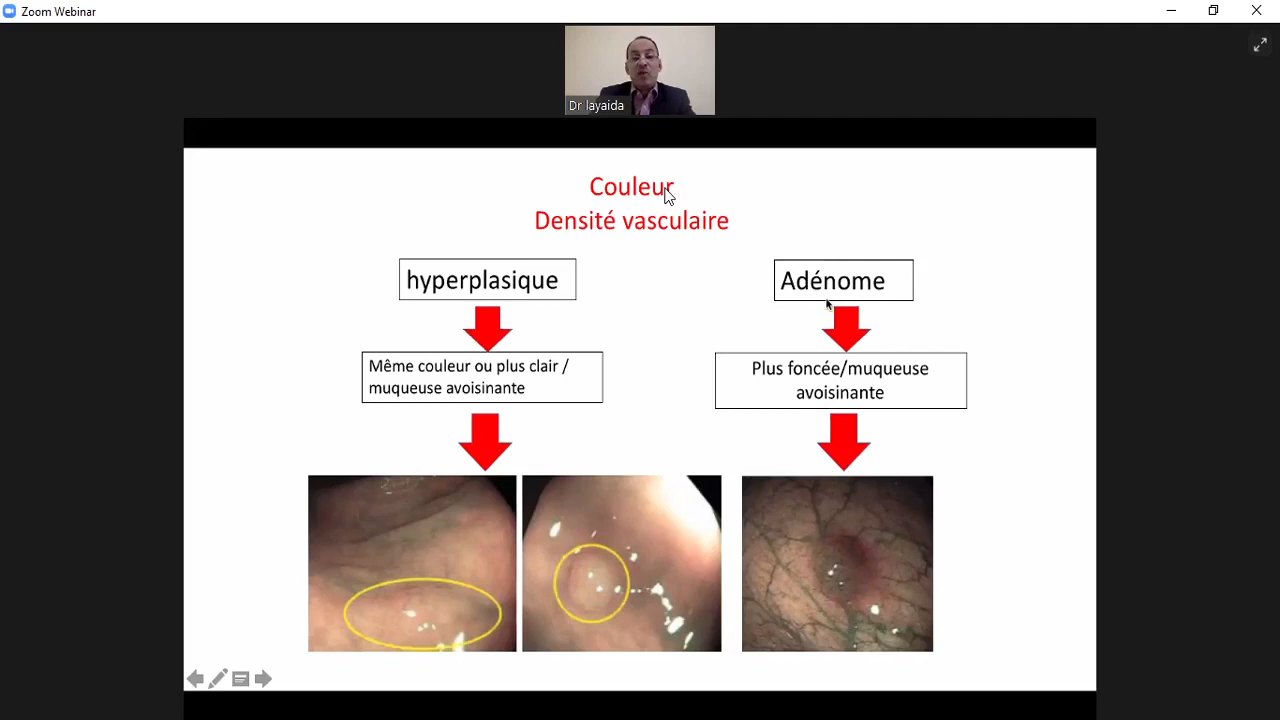 Zoom Webinar
Dr layaida
Couleur
Densité vasculaire
hyperplasique
Adénome
Même couleur ou plus clair /
muqueuse avoisinante
Plus foncée/muqueuse
avoisinante